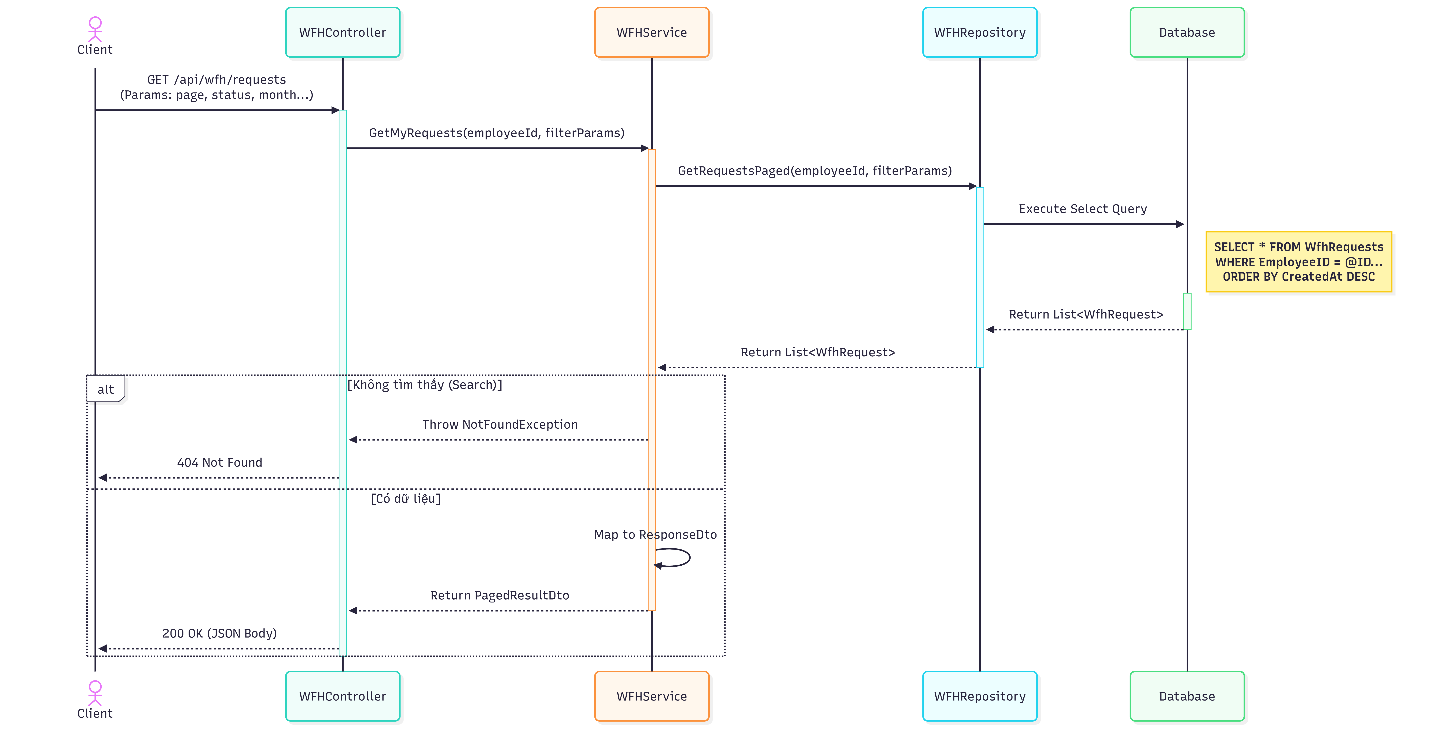 Client
WFHController
WFHService
WFHRepository
Database
GET /api/wfh/requests
(Params: page, status, month...)
GetMyRequests(employeeId, filterParams)
GetRequestsPaged(employeeId, filterParams)
Execute Select Query
SELECT * FROM WfhRequests
WHERE EmployeeID = @ID...
ORDER BY CreatedAt DESC
Return List<WfhRequest>
Return List<WfhRequest>
alt
[Không tìm thấy (Search)]
Throw NotFoundException
404 Not Found
[Có dữ liệu]
Map to ResponseDto
Return PagedResultDto
200 OK (JSON Body)
Client
WFHController
WFHService
WFHRepository
Database